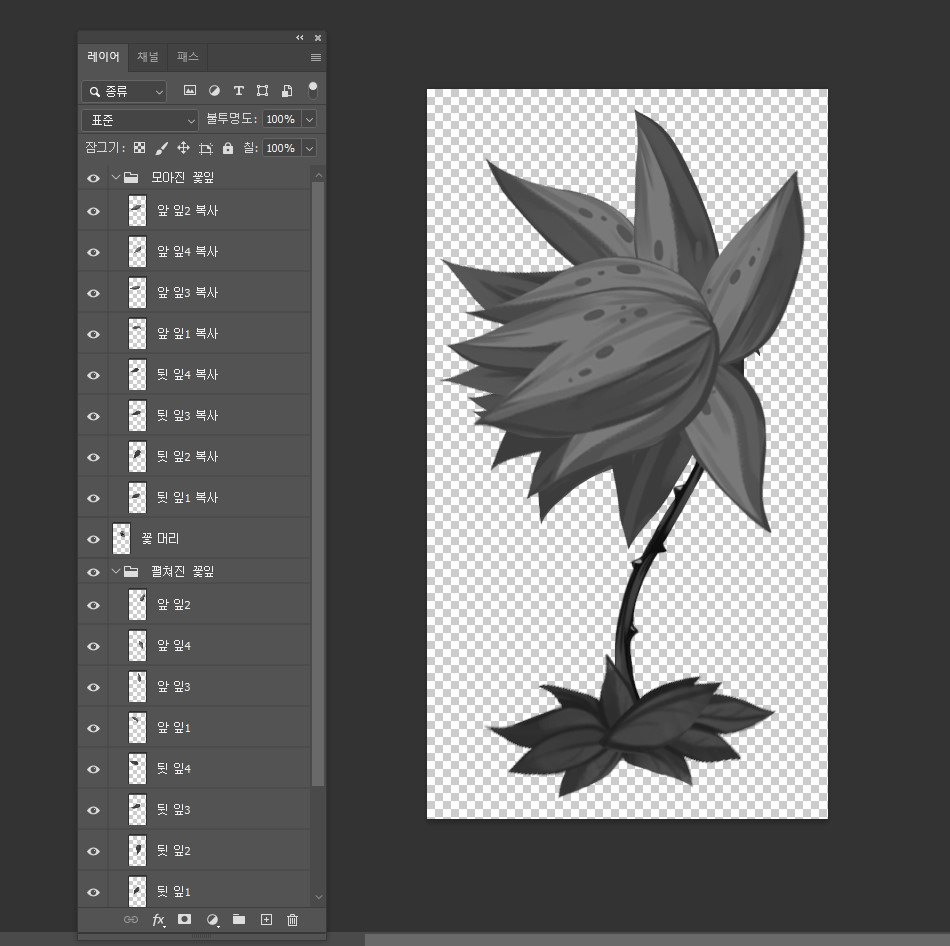 레이어 채널 패스
종류
표준 불투명도: 100%
잠그기: 칠: 100%
모아진 꽃잎
앞 잎2 복사
앞 잎4 복사
앞 잎3 복사
앞 잎1 복사
뒷 잎4 복사
뒷 잎3 복사
뒷 잎2 복사
뒷 잎1 복사
꽃 머리
펼쳐진 꽃잎
앞 잎2
앞 잎4
앞 잎3
앞 잎1
뒷 잎4
뒷 잎3
뒷 잎2
뒷 잎1
fx